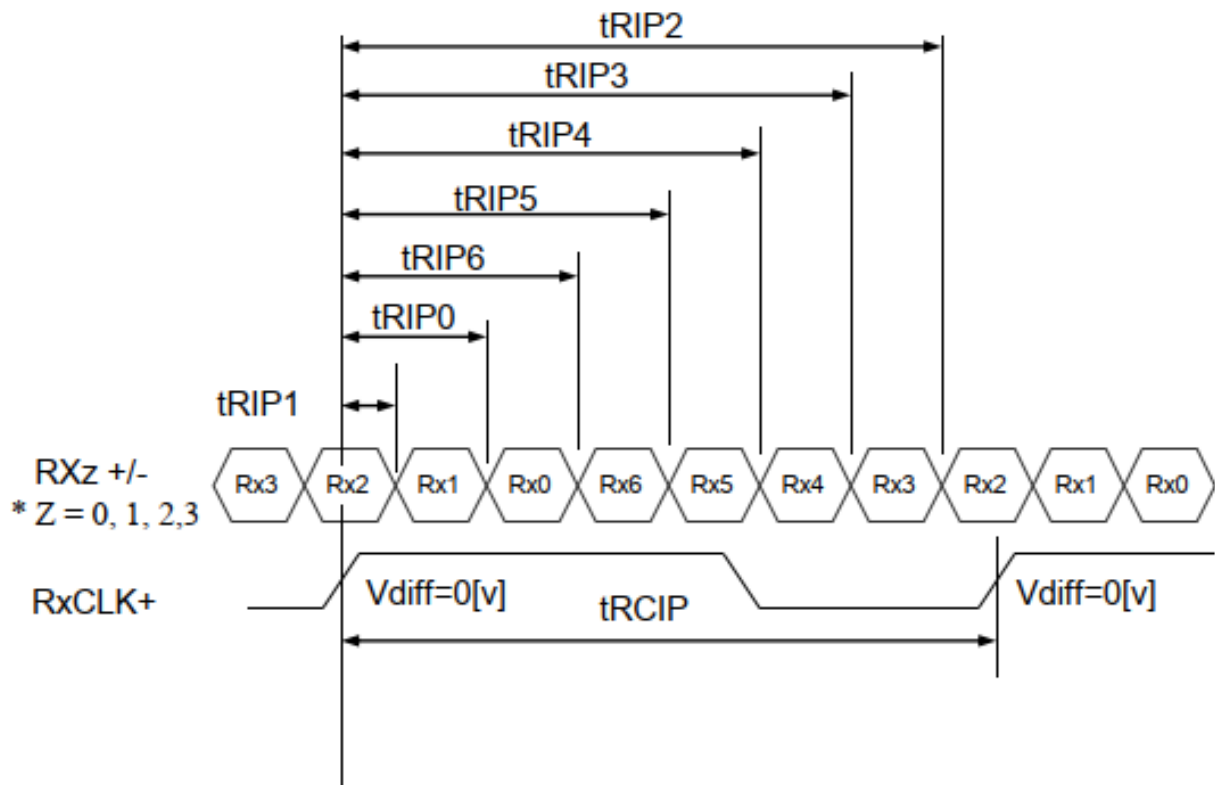 tRIP2
tRIP3
tRIP4
tRIP5
tRIP6
tRIP0
tRIP1
RXz +/-
* Z = 0, 1, 2,3
Rx3 Rx2 Rx1 Rx0 Rx6 Rx5 Rx4 Rx3 Rx2 Rx1 Rx0
RxCLK+
Vdiff=0[v] Vdiff=0[v]
tRCIP